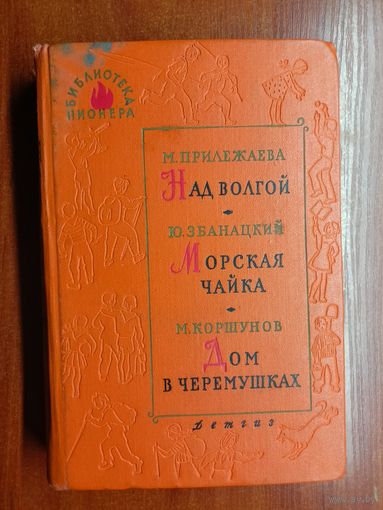 БИБЛИОТЕКА
ПИОНЕРА
М. ПРИЛЕЖАЕВА
НАД ВОЛГОЙ
Ю. ЗБАНАЦКИЙ
МОРСКАЯ
ЧАЙКА
М. КОРШУНОВ
ДОМ
В ЧЕРЕМУШКАХ
Детгиз